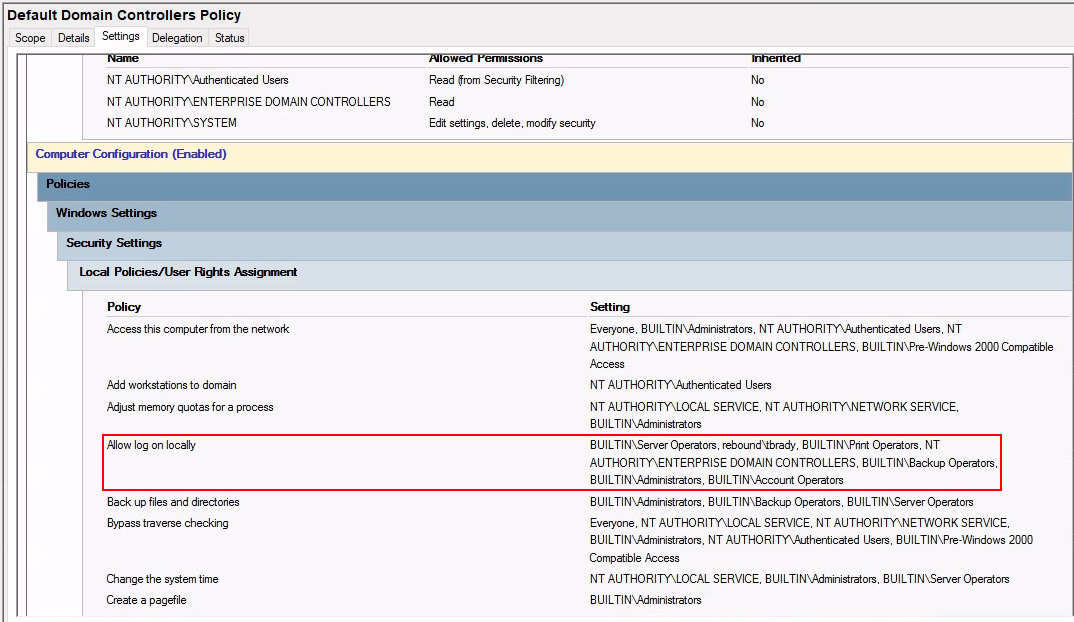 Default Domain Controllers Policy
Scope Details Settings Delegation Status
Name Allowed Permissions Inherited
NT AUTHORITY\Authenticated Users Read (from Security Filtering) No
NT AUTHORITY\ENTERPRISE DOMAIN CONTROLLERS Read No
NT AUTHORITY\SYSTEM Edit settings, delete, modify security No
Computer Configuration (Enabled)
Policies
Windows Settings
Security Settings
Local Policies/User Rights Assignment
Policy Setting
Access this computer from the network Everyone, BUILTIN\Administrators, NT AUTHORITY\Authenticated Users, NT
AUTHORITY\ENTERPRISE DOMAIN CONTROLLERS, BUILTIN\Pre-Windows 2000 Compatible
Access
Add workstations to domain NT AUTHORITY\Authenticated Users
Adjust memory quotas for a process NT AUTHORITY\LOCAL SERVICE, NT AUTHORITY\NETWORK SERVICE,
BUILTIN\Administrators
Allow log on locally BUILTIN\Server Operators, rebound\tbrady, BUILTIN\Print Operators, NT
AUTHORITY\ENTERPRISE DOMAIN CONTROLLERS, BUILTIN\Backup Operators,
BUILTIN\Administrators, BUILTIN\Account Operators
Back up files and directories BUILTIN\Administrators, BUILTIN\Backup Operators, BUILTIN\Server Operators
Bypass traverse checking Everyone, NT AUTHORITY\LOCAL SERVICE, NT AUTHORITY\NETWORK SERVICE,
BUILTIN\Administrators, NT AUTHORITY\Authenticated Users, BUILTIN\Pre-Windows 2000
Compatible Access
Change the system time NT AUTHORITY\LOCAL SERVICE, BUILTIN\Administrators, BUILTIN\Server Operators
Create a pagefile BUILTIN\Administrators